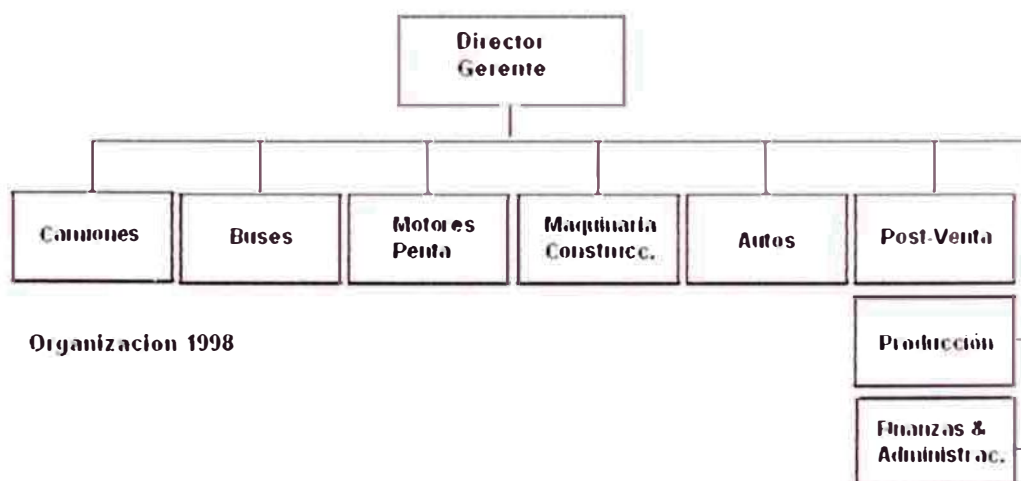 Director
Gerente
Camiones
Buses
Motores
Penta
Maquinaria
Construcc.
Autos
Post-Venta
Organizacion 1998
Producción
Finanzas &
Administrac.